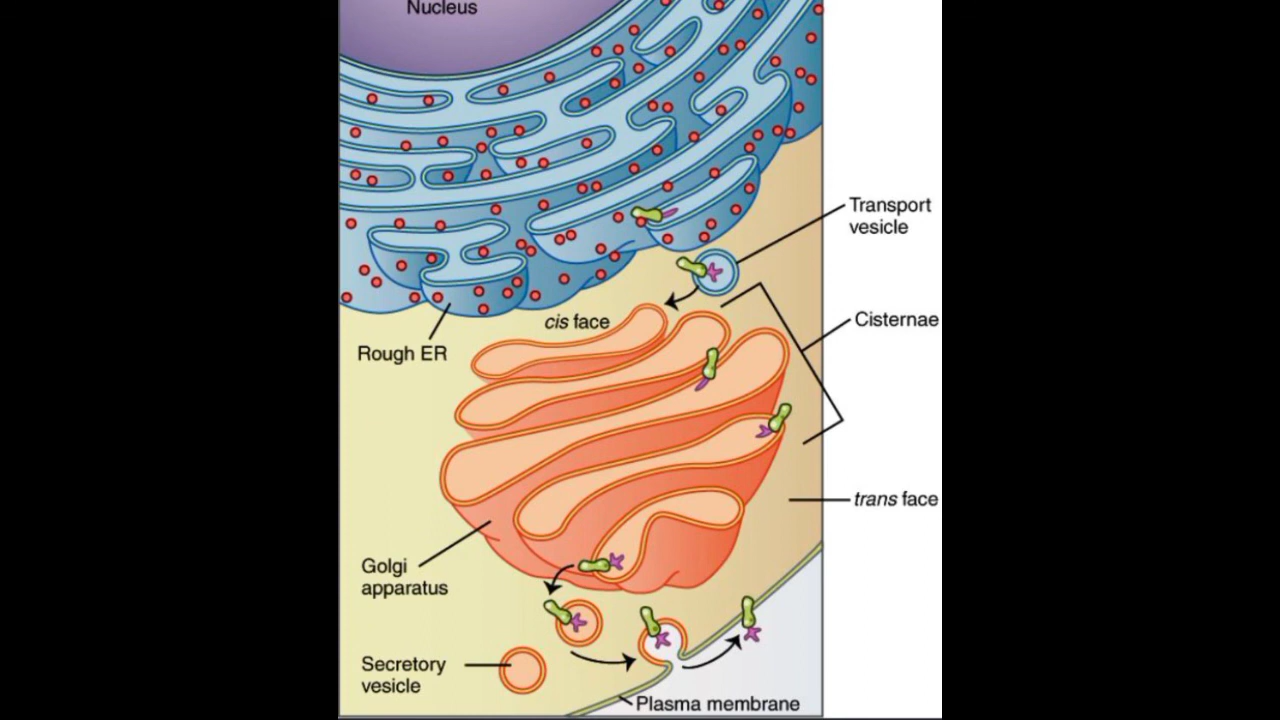 Nucleus
Transport
vesicle
cis face
Cisternae
Rough ER
trans face
Golgi
apparatus
Secretory
vesicle
Plasma membrane